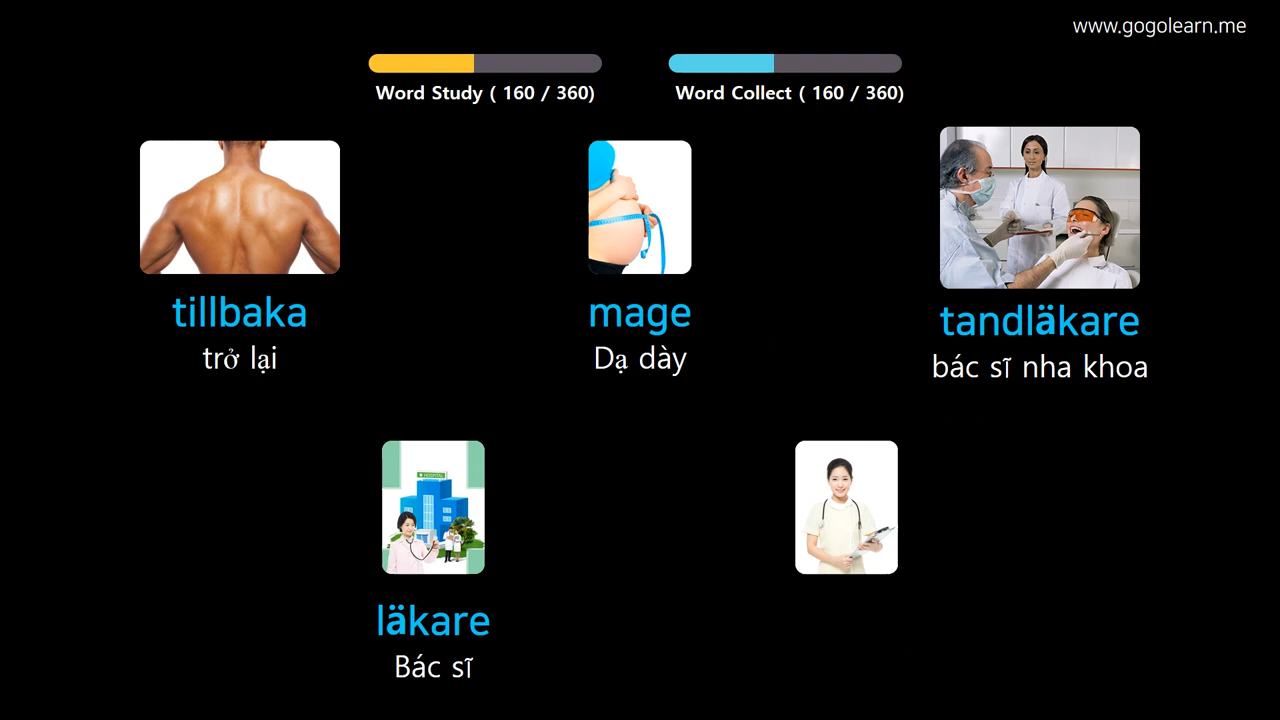 www.gogolearn.me
Word Study ( 160 / 360)
Word Collect ( 160 / 360)
tillbaka
trở lại
mage
Dạ dày
tandläkare
bác sĩ nha khoa
HOSPITAL
läkare
Bác sĩ